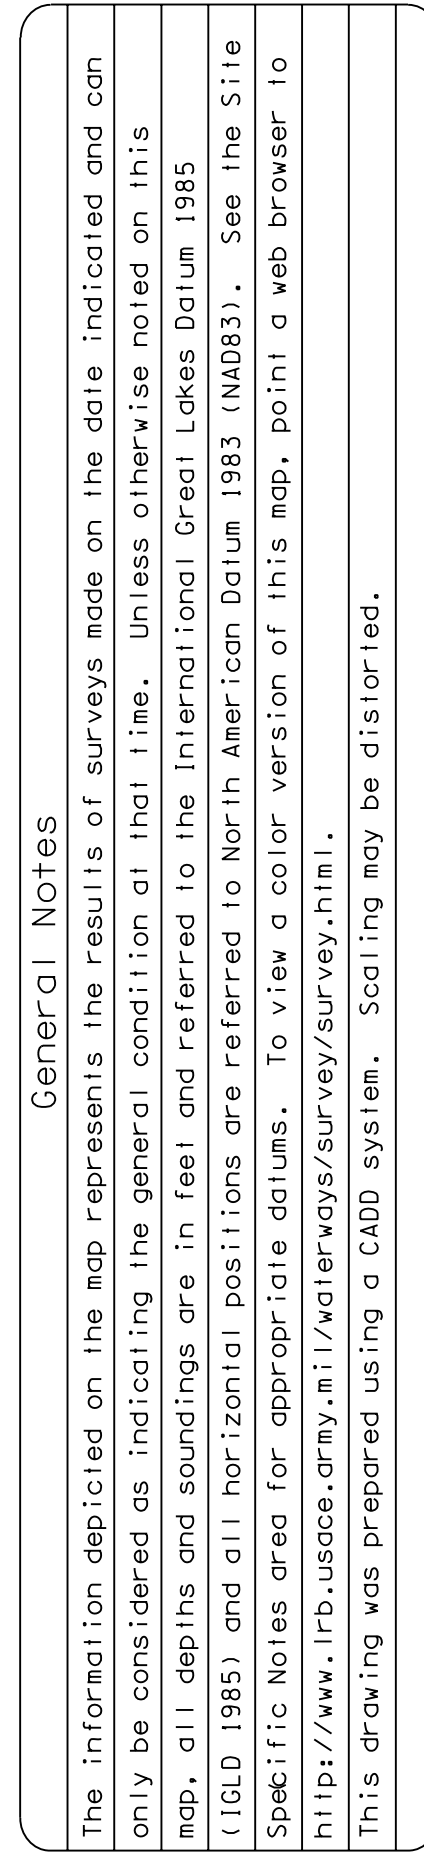 General Notes
The information depicted on the map represents the results of surveys made on the date indicated and can
only be considered as indicating the general condition at that time. Unless otherwise noted on this
map, all depths and soundings are in feet and referred to the International Great Lakes Datum 1985
(IGLD 1985) and all horizontal positions are referred to North American Datum 1983 (NAD83). See the Site
Specific Notes area for appropriate datums. To view a color version of this map, point a web browser to
http://www.lrb.usace.army.mil/waterways/survey/survey.html.
This drawing was prepared using a CADD system. Scaling may be distorted.